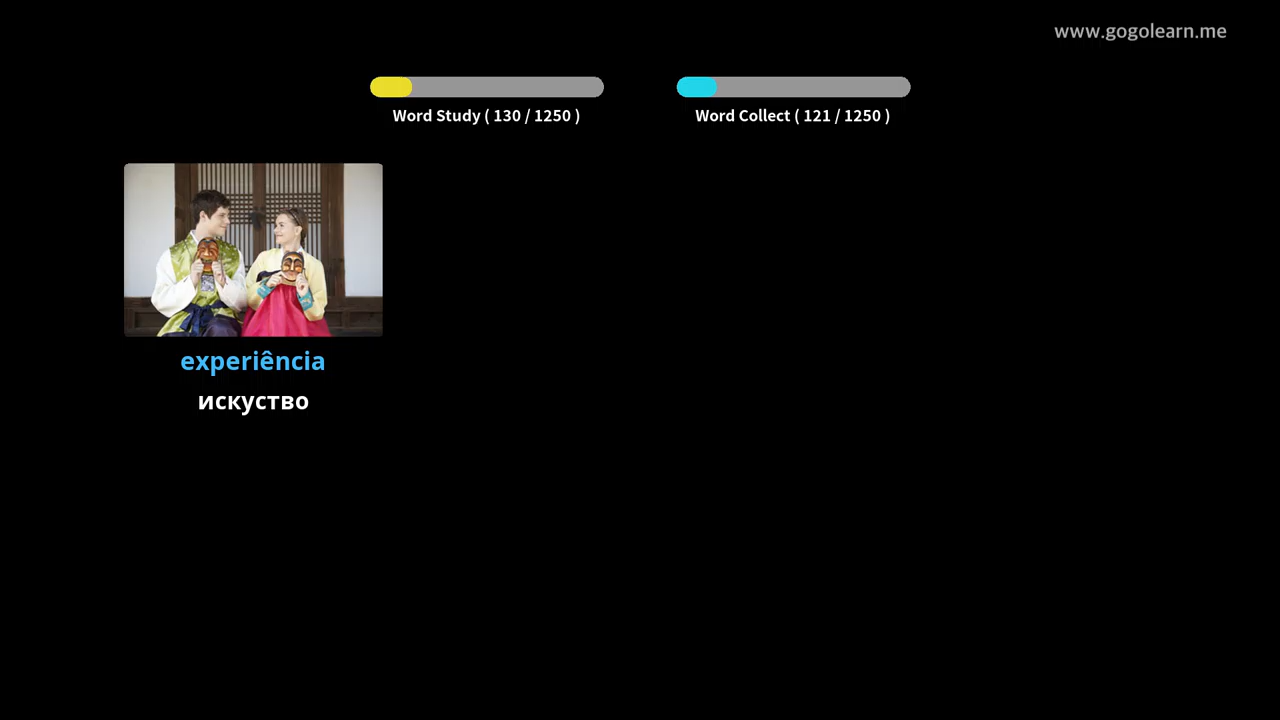 www.gogolearn.me
Word Study ( 130 / 1250 )
Word Collect ( 121 / 1250 )
experiência
искуство